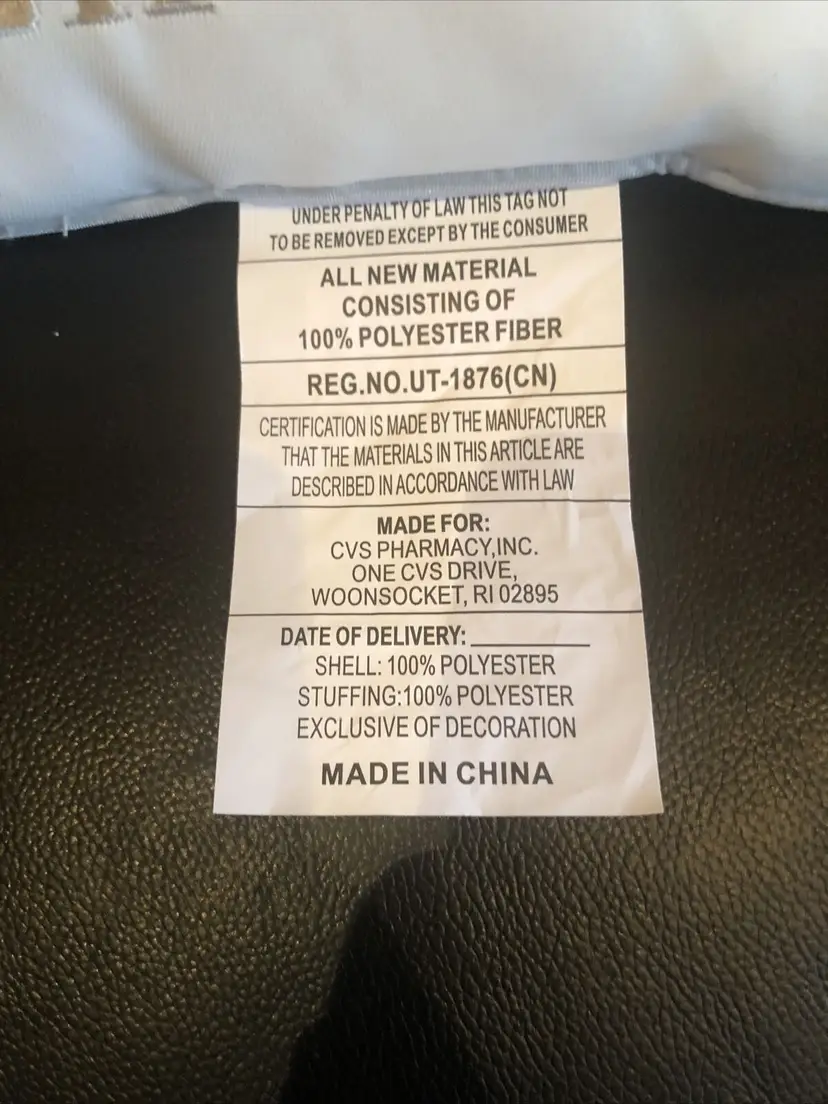 UNDER PENALTY OF LAW THIS TAG NOT
TO BE REMOVED EXCEPT BY THE CONSUMER
ALL NEW MATERIAL
CONSISTING OF
100% POLYESTER FIBER
REG.NO.UT-1876(CN)
CERTIFICATION IS MADE BY THE MANUFACTURER
THAT THE MATERIALS IN THIS ARTICLE ARE
DESCRIBED IN ACCORDANCE WITH LAW
MADE FOR:
CVS PHARMACY,INC.
ONE CVS DRIVE,
WOONSOCKET, RI 02895
DATE OF DELIVERY:
SHELL: 100% POLYESTER
STUFFING:100% POLYESTER
EXCLUSIVE OF DECORATION
MADE IN CHINA